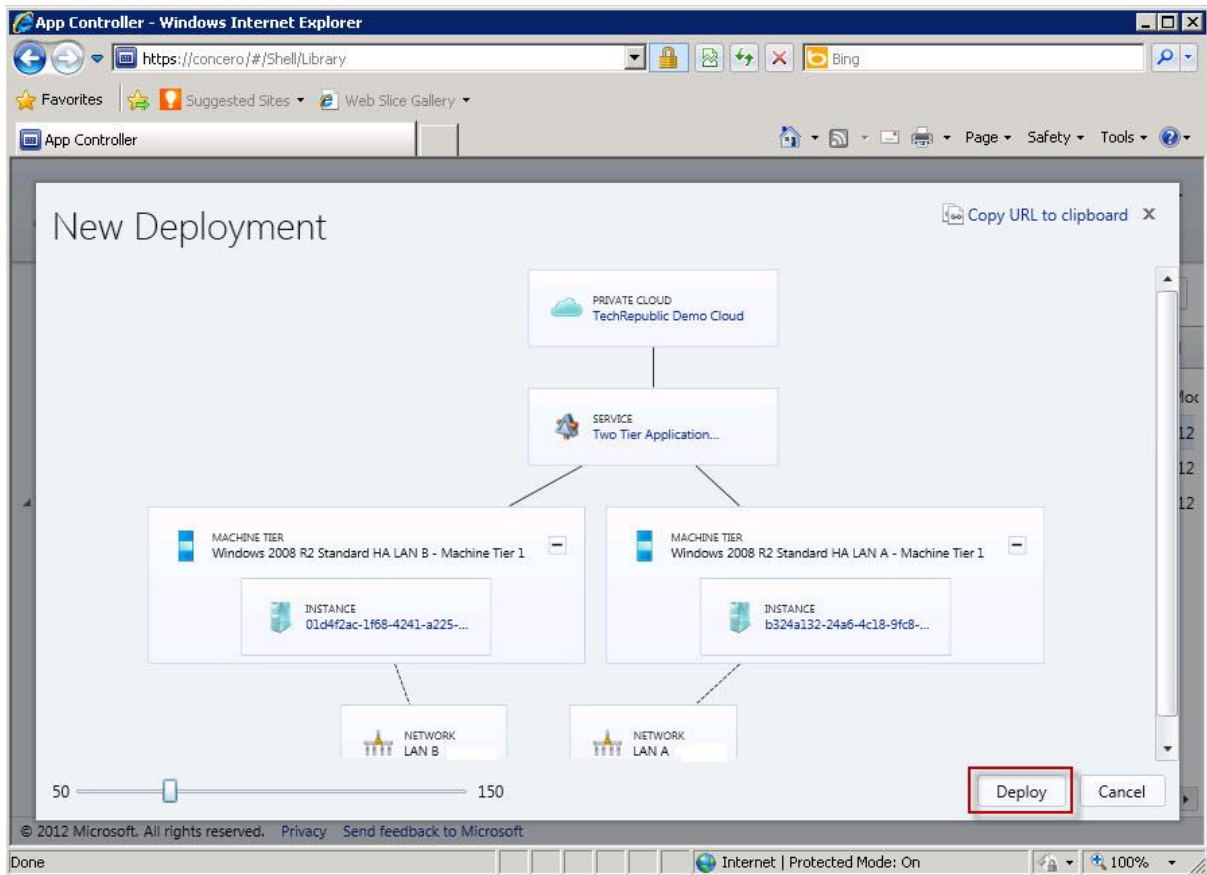 App Controller - Windows Internet Explorer
https://concero/#/Shell/Library
Bing
Favorites
Suggested Sites
Web Slice Gallery
App Controller
Page
Safety
Tools
New Deployment
Copy URL to clipboard X
PRIVATE CLOUD
TechRepublic Demo Cloud
SERVICE
Two Tier Application...
MACHINE TIER
Windows 2008 R2 Standard HA LAN B - Machine Tier 1
INSTANCE
01d4f2ac-1f68-4241-a225-...
MACHINE TIER
Windows 2008 R2 Standard HA LAN A - Machine Tier 1
INSTANCE
b324a132-24a6-4c18-9fc8-...
NETWORK
LAN B
NETWORK
LAN A
12
12
12
50
150
Deploy
Cancel
© 2012 Microsoft. All rights reserved. Privacy Send feedback to Microsoft
Done
Internet | Protected Mode: On
100%